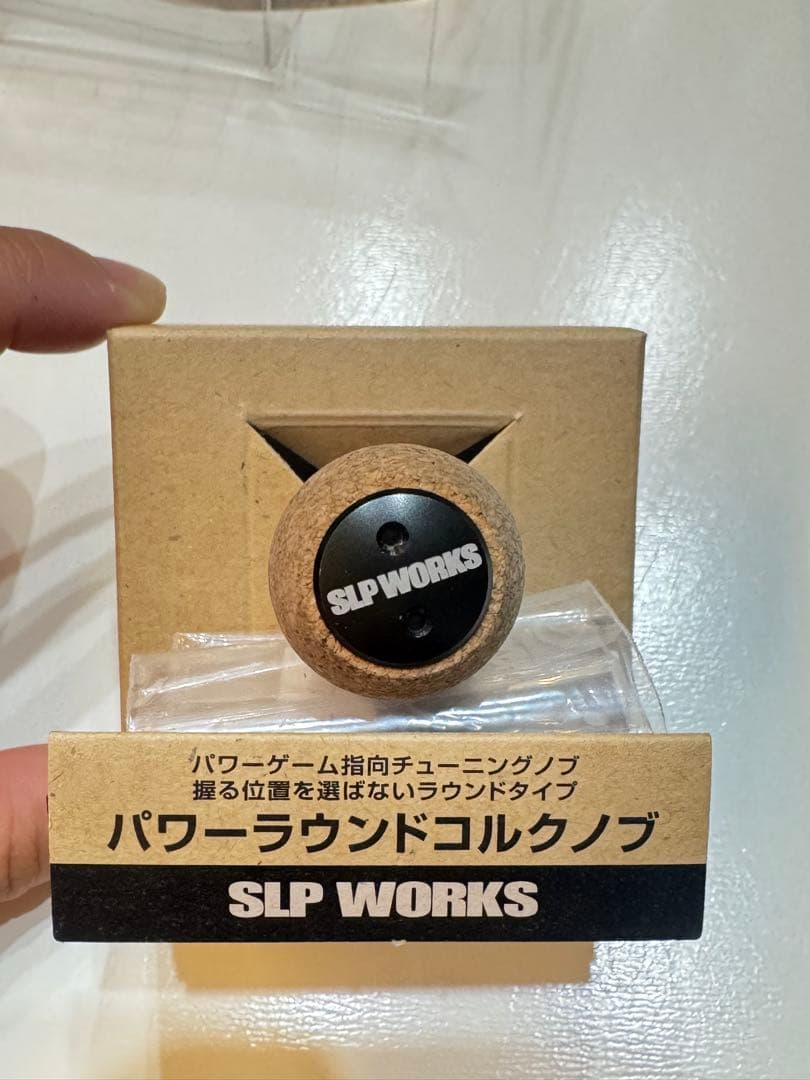 SLP WORKS
パワーゲーム指向チューニングノブ
握る位置を選ばないラウンドタイプ
パワーラウンドコルクノブ
SLP WORKS